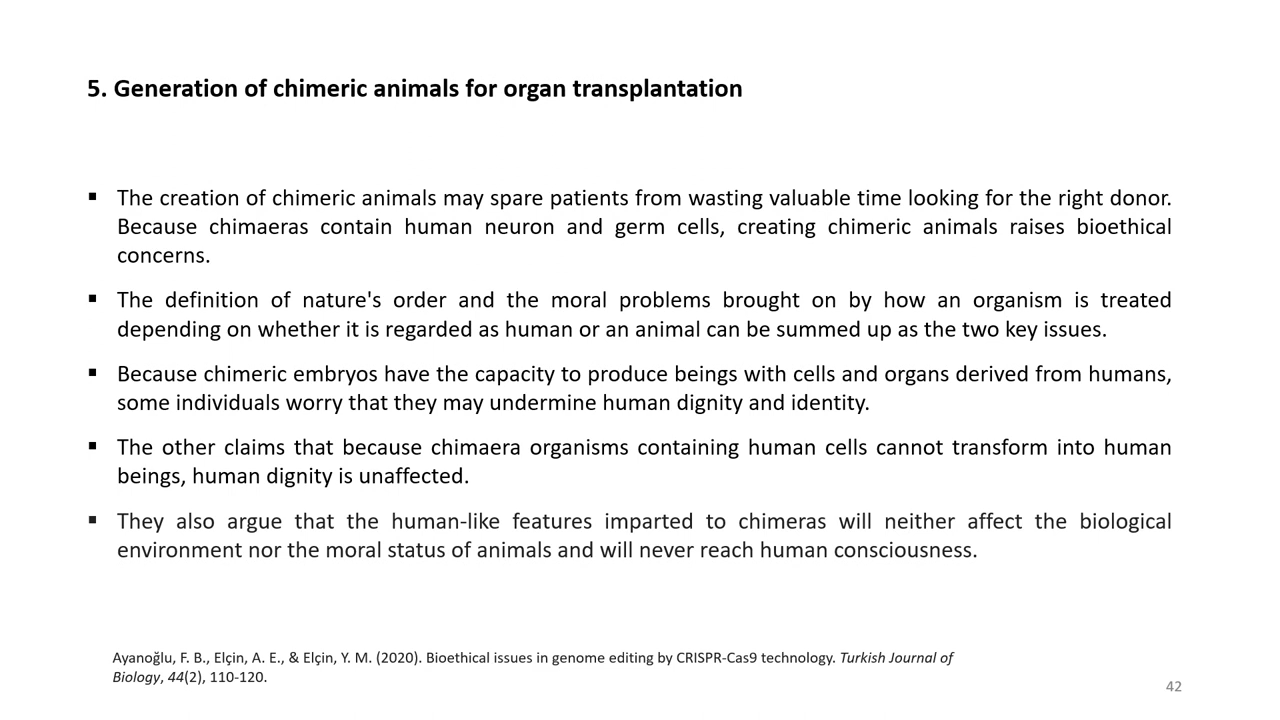 5. Generation of chimeric animals for organ transplantation
▪ The creation of chimeric animals may spare patients from wasting valuable time looking for the right donor.
Because chimaeras contain human neuron and germ cells, creating chimeric animals raises bioethical
concerns.
▪ The definition of nature's order and the moral problems brought on by how an organism is treated
depending on whether it is regarded as human or an animal can be summed up as the two key issues.
▪ Because chimeric embryos have the capacity to produce beings with cells and organs derived from humans,
some individuals worry that they may undermine human dignity and identity.
▪ The other claims that because chimaera organisms containing human cells cannot transform into human
beings, human dignity is unaffected.
▪ They also argue that the human-like features imparted to chimeras will neither affect the biological
environment nor the moral status of animals and will never reach human consciousness.
Ayanoğlu, F. B., Elçin, A. E., & Elçin, Y. M. (2020). Bioethical issues in genome editing by CRISPR-Cas9 technology. Turkish Journal of
Biology, 44(2), 110-120.
42